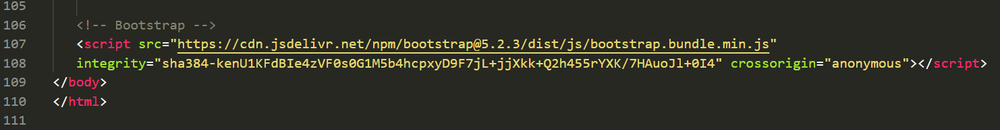 105
106 <!-- Bootstrap -->
107 <script src="https://cdn.jsdelivr.net/npm/bootstrap@5.2.3/dist/js/bootstrap.bundle.min.js"
108 integrity="sha384-kenU1KFdBIe4zVF0s0G1M5b4hcpxyD9F7jL+jjXkk+Q2h455rYXK/7HAuoJl+0I4" crossorigin="anonymous"></script>
109 </body>
110 </html>
111